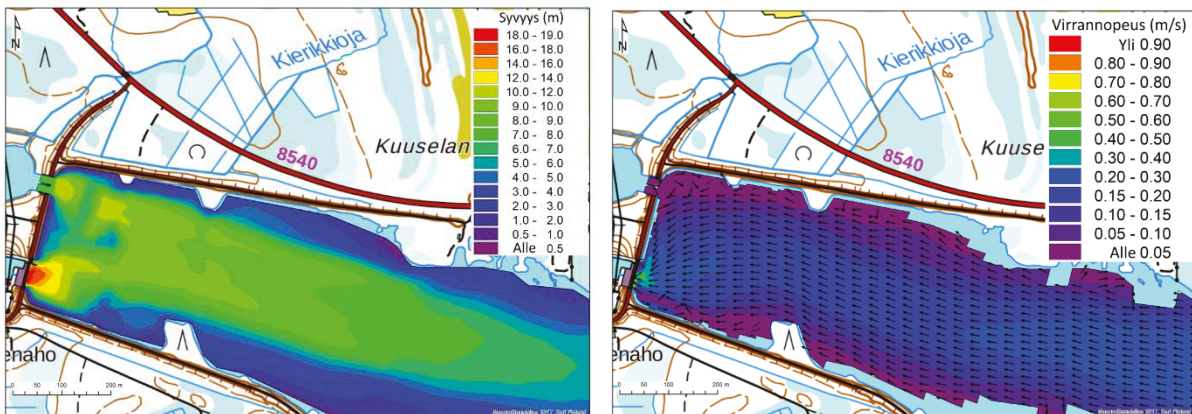 Syvyys (m)
18.0 - 19.0
16.0 - 18.0
14.0 - 16.0
12.0 - 14.0
10.0 - 12.0
9.0 - 10.0
8.0 - 9.0
7.0 - 8.0
6.0 - 7.0
5.0 - 6.0
4.0 - 5.0
3.0 - 4.0
2.0 - 3.0
1.0 - 2.0
0.5 - 1.0
Alle 0.5
N
Kierikkioja
Kuuselan
8540
enaho
0 50 100 200 m
Virrannopeus (m/s)
Yli 0.90
0.80 - 0.90
0.70 - 0.80
0.60 - 0.70
0.50 - 0.60
0.40 - 0.50
0.30 - 0.40
0.20 - 0.30
0.15 - 0.20
0.10 - 0.15
0.05 - 0.10
Alle 0.05
N
Kierikkioja
Kuuse
8540
enaho
0 50 100 200 m